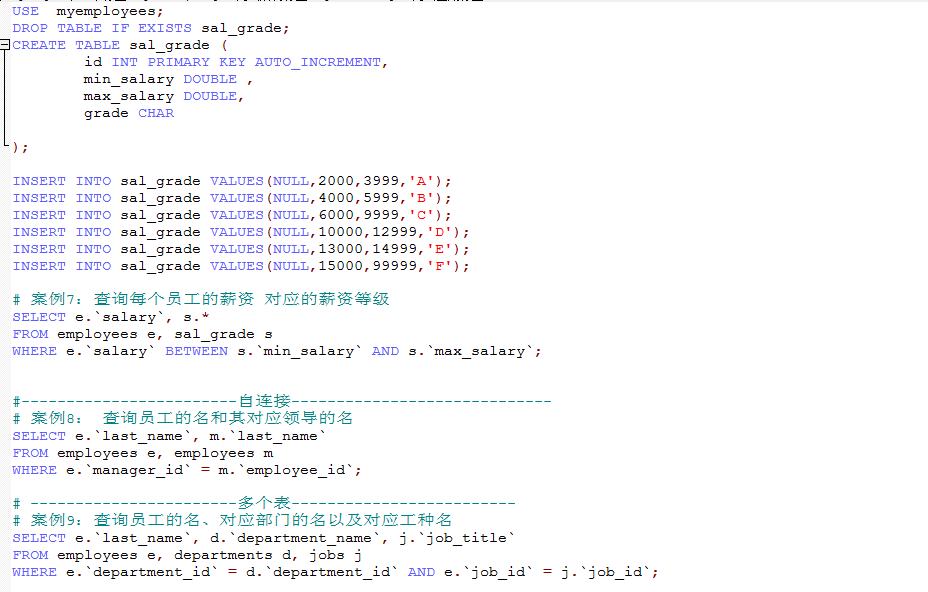 USE  myemployees;
DROP TABLE IF EXISTS sal_grade;
CREATE TABLE sal_grade (
        id INT PRIMARY KEY AUTO_INCREMENT,
        min_salary DOUBLE ,
        max_salary DOUBLE,
        grade CHAR
);
INSERT INTO sal_grade VALUES(NULL,2000,3999,'A');
INSERT INTO sal_grade VALUES(NULL,4000,5999,'B');
INSERT INTO sal_grade VALUES(NULL,6000,9999,'C');
INSERT INTO sal_grade VALUES(NULL,10000,12999,'D');
INSERT INTO sal_grade VALUES(NULL,13000,14999,'E');
INSERT INTO sal_grade VALUES(NULL,15000,99999,'F');
# 案例7：查询每个员工的薪资 对应的薪资等级
SELECT e.`salary`, s.*
FROM employees e, sal_grade s
WHERE e.`salary` BETWEEN s.`min_salary` AND s.`max_salary`;
#------------------------自连接-----------------------------
# 案例8： 查询员工的名和其对应领导的名
SELECT e.`last_name`, m.`last_name`
FROM employees e, employees m
WHERE e.`manager_id` = m.`employee_id`;
# -----------------------多个表-------------------------
# 案例9：查询员工的名、对应部门的名以及对应工种名
SELECT e.`last_name`, d.`department_name`, j.`job_title`
FROM employees e, departments d, jobs j
WHERE e.`department_id` = d.`department_id` AND e.`job_id` = j.`job_id`;